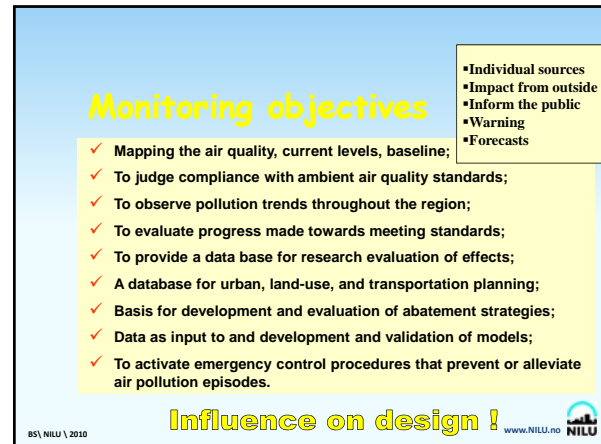 ▪Individual sources
▪Impact from outside
▪Inform the public
▪Warning
▪Forecasts
Monitoring objectives
✓ Mapping the air quality, current levels, baseline;
✓ To judge compliance with ambient air quality standards;
✓ To observe pollution trends throughout the region;
✓ To evaluate progress made towards meeting standards;
✓ To provide a data base for research evaluation of effects;
✓ A database for urban, land-use, and transportation planning;
✓ Basis for development and evaluation of abatement strategies;
✓ Data as input to and development and validation of models;
✓ To activate emergency control procedures that prevent or alleviate
air pollution episodes.
Influence on design !
BS\ NILU \ 2010
www.NILU.no
NILU